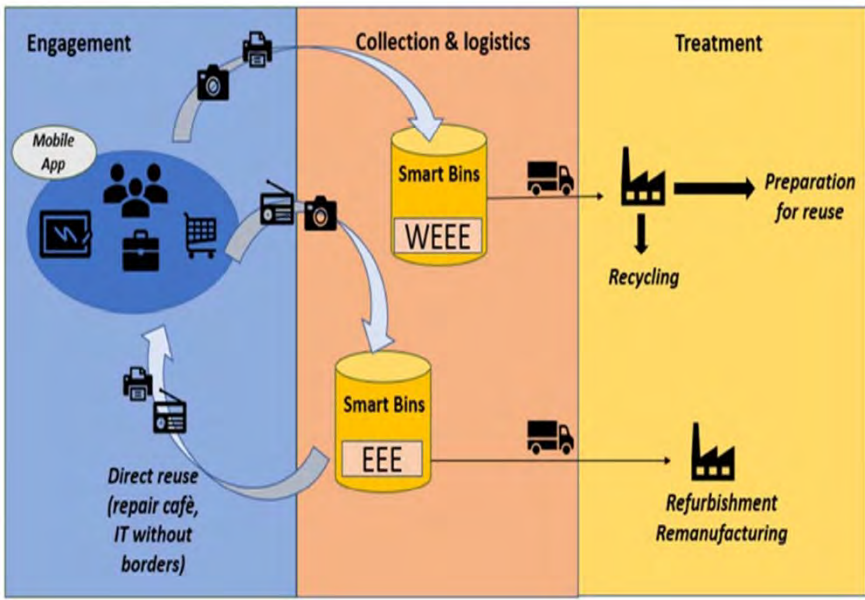 Engagement
Collection & logistics
Treatment
Mobile
App
Smart Bins
WEEE
Preparation
for reuse
Recycling
Smart Bins
EEE
Direct reuse
(repair cafè,
IT without
borders)
Refurbishment
Remanufacturing